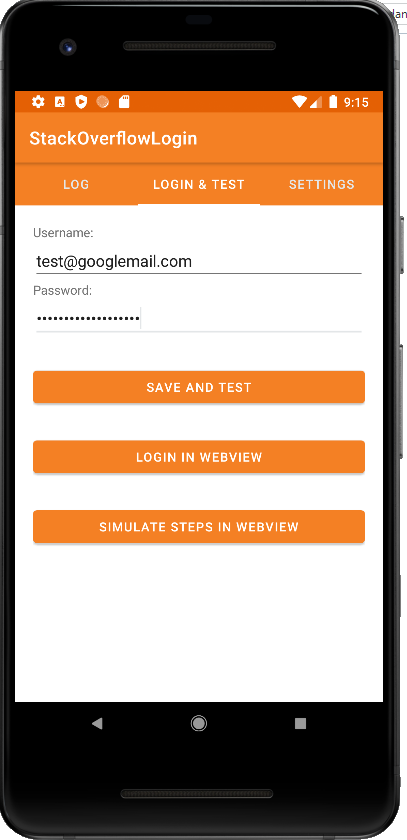 lan
9:15
StackOverflowLogin
LOG LOGIN & TEST SETTINGS
Username:
test@googlemail.com
Password:
••••••••••••••••••
SAVE AND TEST
LOGIN IN WEBVIEW
SIMULATE STEPS IN WEBVIEW